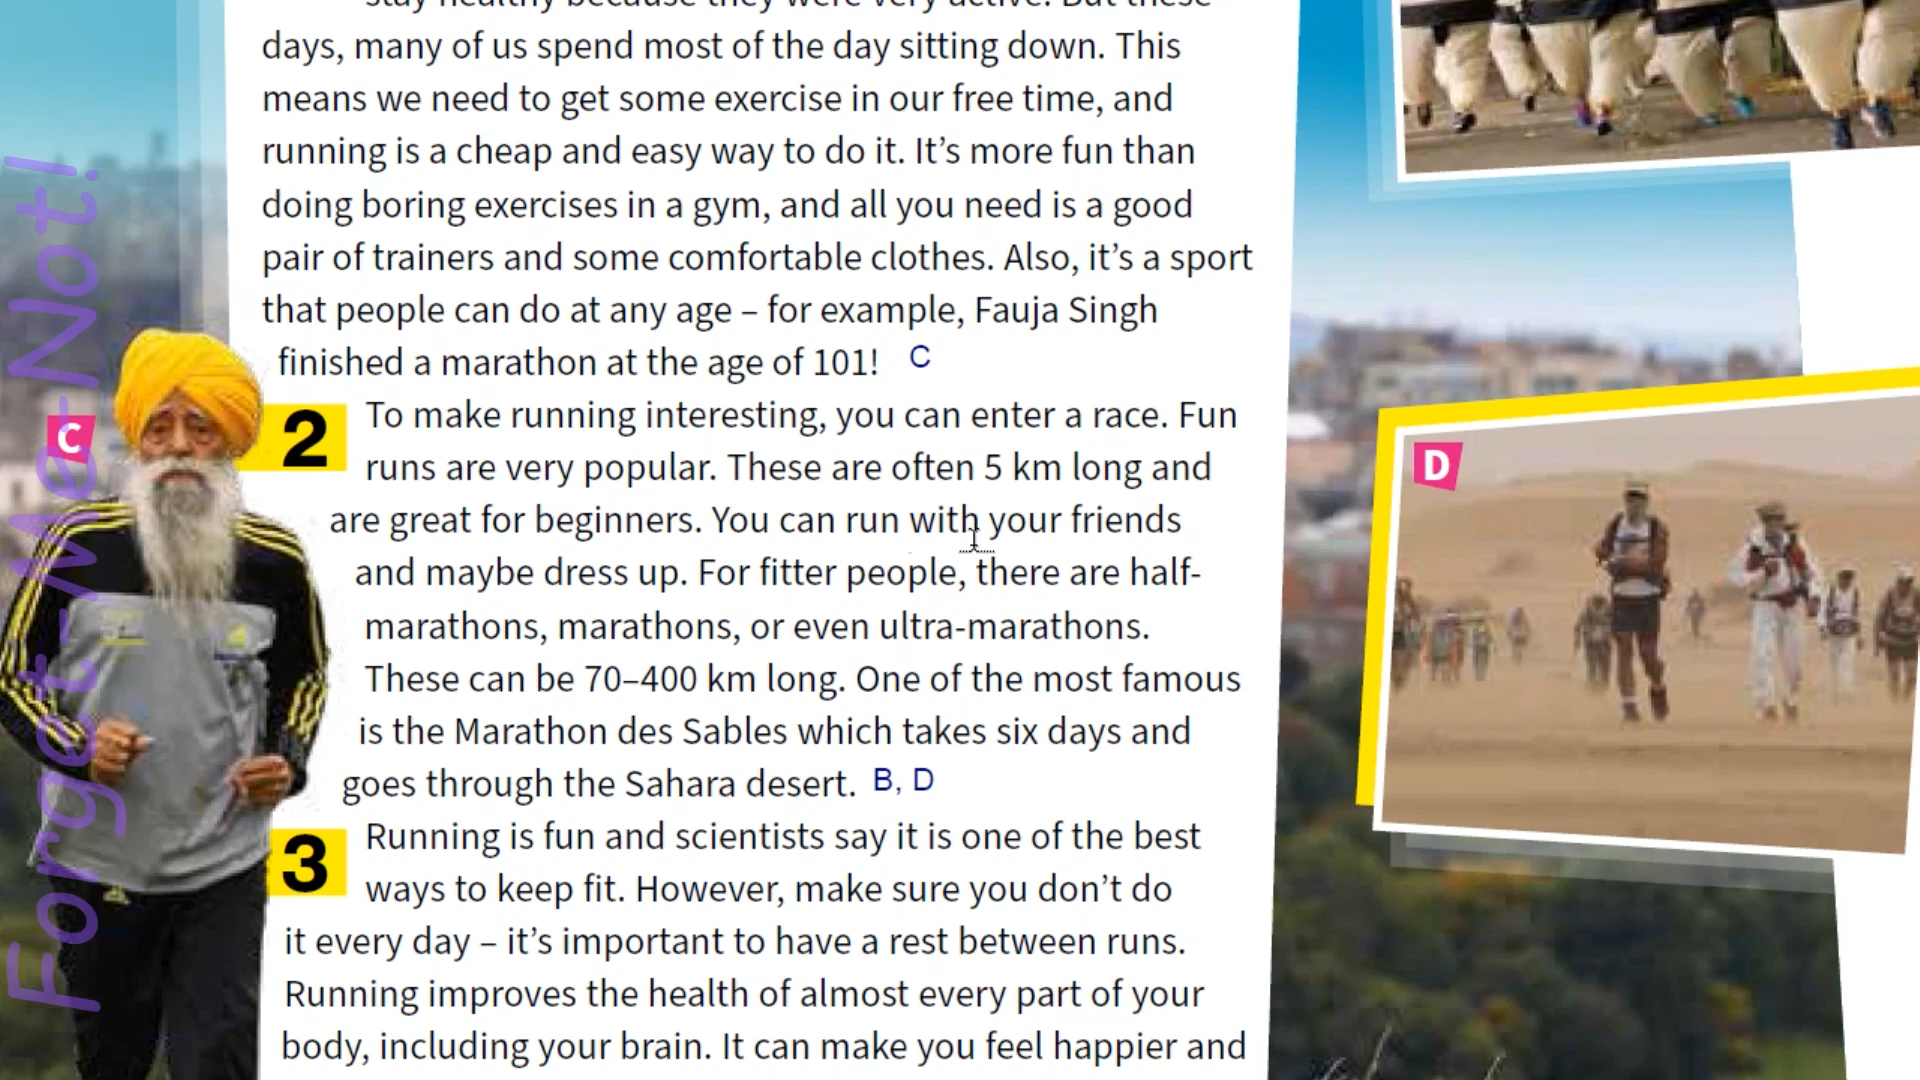 stay healthy because they were very active. But these
days, many of us spend most of the day sitting down. This
means we need to get some exercise in our free time, and
running is a cheap and easy way to do it. It’s more fun than
doing boring exercises in a gym, and all you need is a good
pair of trainers and some comfortable clothes. Also, it’s a sport
that people can do at any age – for example, Fauja Singh
finished a marathon at the age of 101! C
2 To make running interesting, you can enter a race. Fun
runs are very popular. These are often 5 km long and
are great for beginners. You can run with your friends
and maybe dress up. For fitter people, there are half-
marathons, marathons, or even ultra-marathons.
These can be 70–400 km long. One of the most famous
is the Marathon des Sables which takes six days and
goes through the Sahara desert. B, D
3 Running is fun and scientists say it is one of the best
ways to keep fit. However, make sure you don’t do
it every day – it’s important to have a rest between runs.
Running improves the health of almost every part of your
body, including your brain. It can make you feel happier and
C
D
Forget-Me-Not!